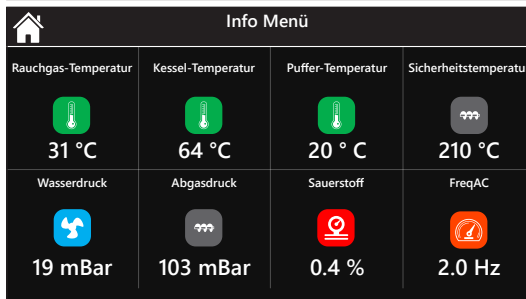 Info Menü
Rauchgas-Temperatur Kessel-Temperatur Puffer-Temperatur Sicherheitstemperatu
31 °C 64 °C 20 ° C 210 °C
Wasserdruck Abgasdruck Sauerstoff FreqAC
19 mBar 103 mBar 0.4 % 2.0 Hz